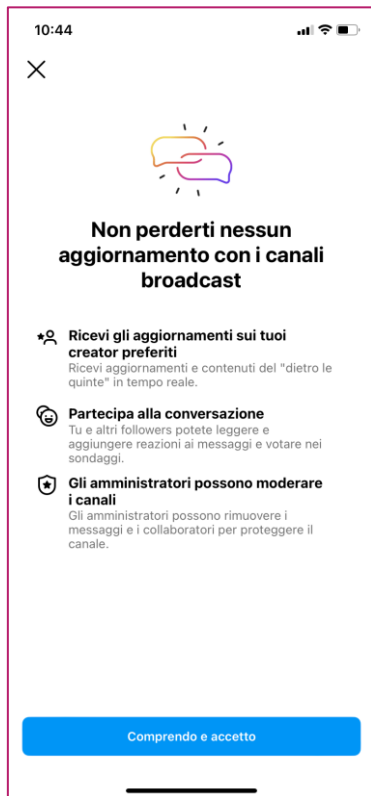 10:44
Non perderti nessun
aggiornamento con i canali
broadcast
Ricevi gli aggiornamenti sui tuoi
creator preferiti
Ricevi aggiornamenti e contenuti del "dietro le
quinte" in tempo reale.
Partecipa alla conversazione
Tu e altri followers potete leggere e
aggiungere reazioni ai messaggi e votare nei
sondaggi.
Gli amministratori possono moderare
i canali
Gli amministratori possono rimuovere i
messaggi e i collaboratori per proteggere il
canale.
Comprendo e accetto